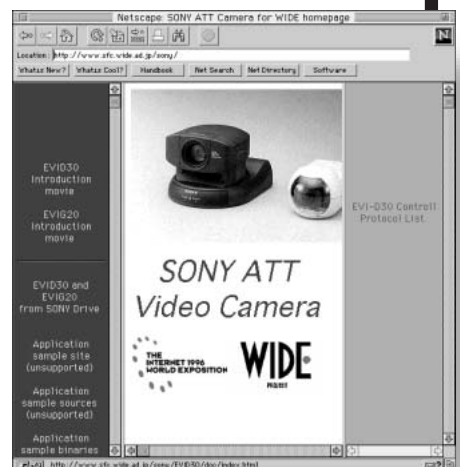 Netscape: SONY ATT Camera for WIDE homepage
Location: http://www.sfc.wide.ad.jp/sony/
What's New? What's Cool? Handbook Net Search Net Directory Software
EVID30
Introduction
movie
EVIG20
Introduction
movie
EVID30 and
EVIG20
from SONY Drive
Application
sample site
(unsupported)
Application
sample sources
(unsupported)
Application
sample binaries
SONY ATT
Video Camera
THE
INTERNET 1996
WORLD EXPOSITION
WIDE
PROJECT
EVI-D30 Controll
Protocol List
http://www.sfc.wide.ad.jp/sony/EVID30/doc/index.html